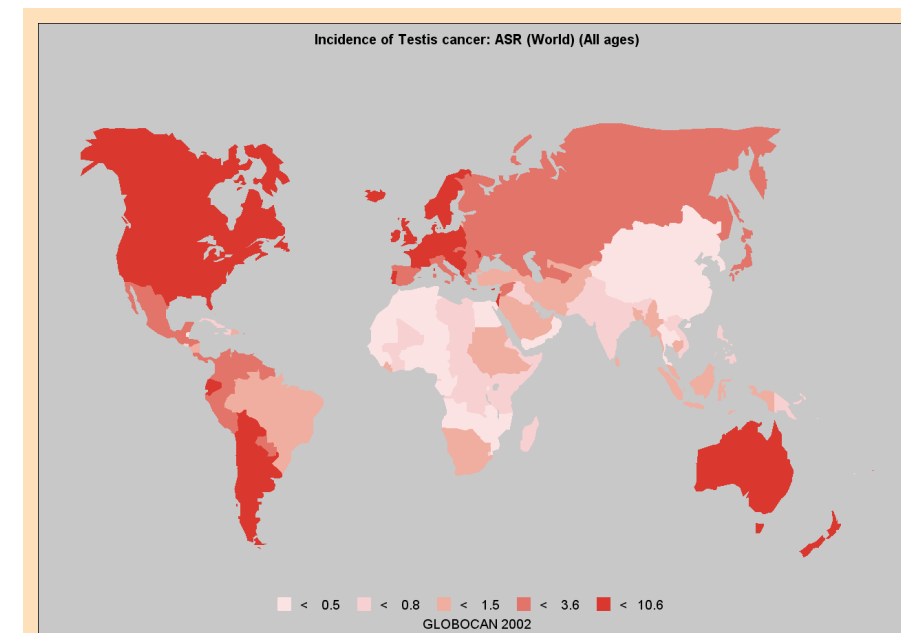 Incidence of Testis cancer: ASR (World) (All ages)
< 0.5 < 0.8 < 1.5 < 3.6 < 10.6
GLOBOCAN 2002